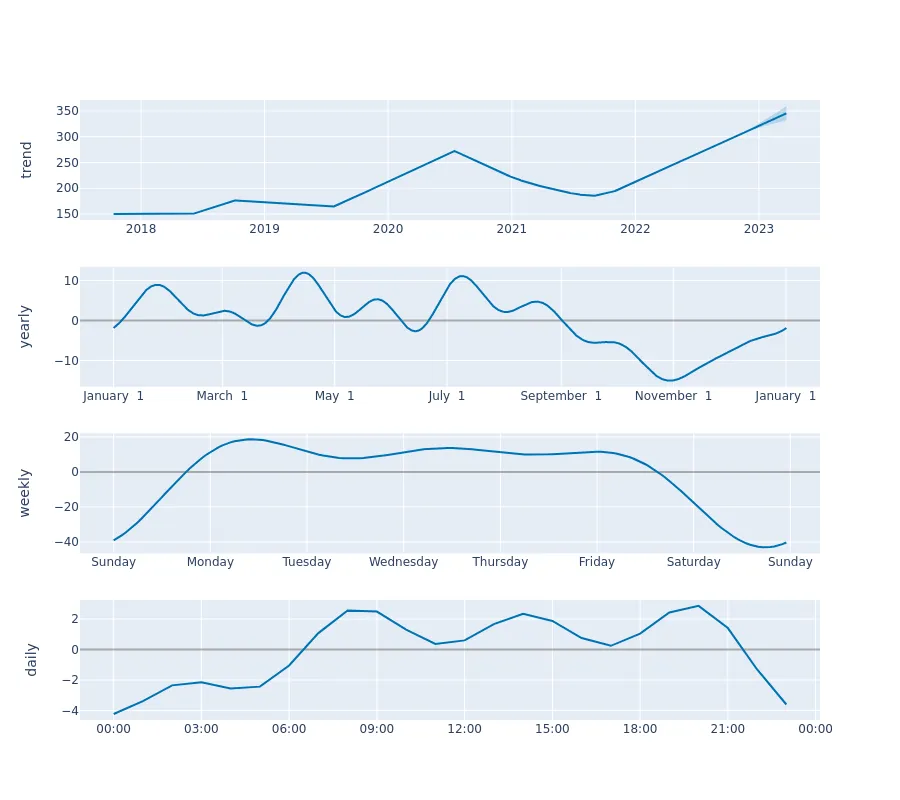 trend
350
300
250
200
150
2018 2019 2020 2021 2022 2023
yearly
10
0
−10
January 1 March 1 May 1 July 1 September 1 November 1 January 1
weekly
20
0
−20
−40
Sunday Monday Tuesday Wednesday Thursday Friday Saturday Sunday
daily
2
0
−2
−4
00:00 03:00 06:00 09:00 12:00 15:00 18:00 21:00 00:00